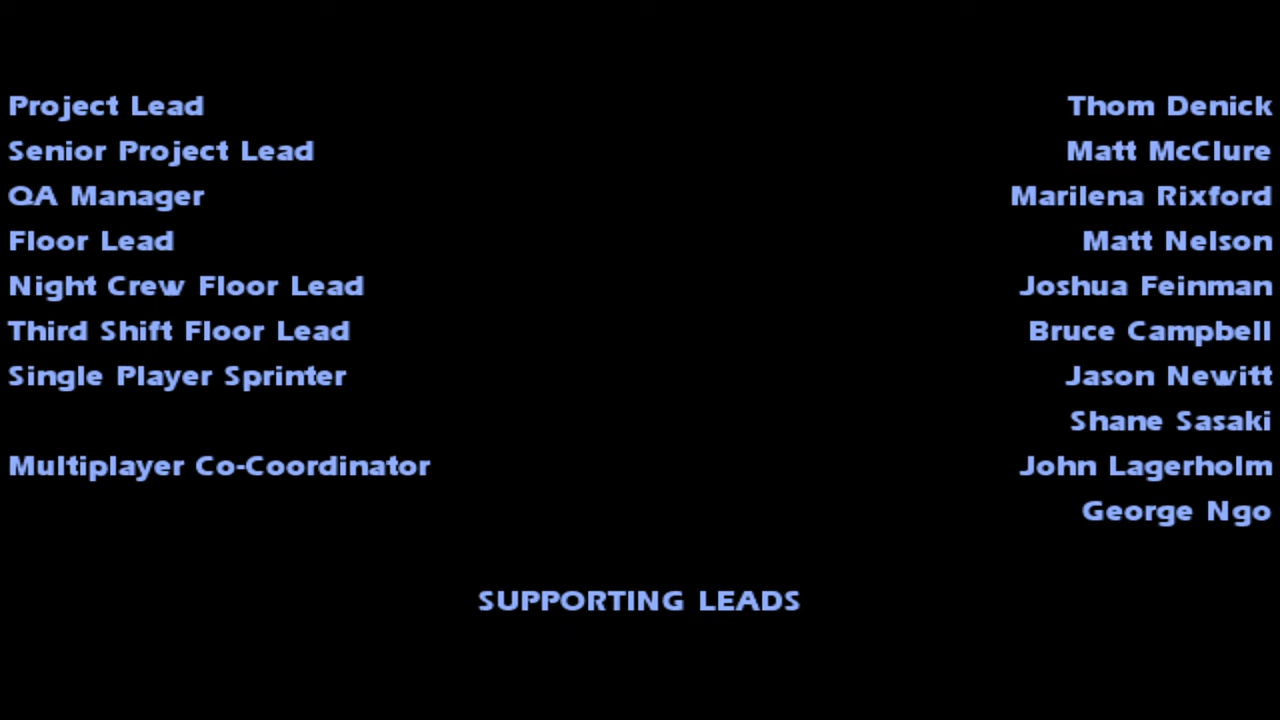 Project Lead Thom Denick
Senior Project Lead Matt McClure
QA Manager Marilena Rixford
Floor Lead Matt Nelson
Night Crew Floor Lead Joshua Feinman
Third Shift Floor Lead Bruce Campbell
Single Player Sprinter Jason Newitt
Shane Sasaki
Multiplayer Co-Coordinator John Lagerholm
George Ngo
SUPPORTING LEADS